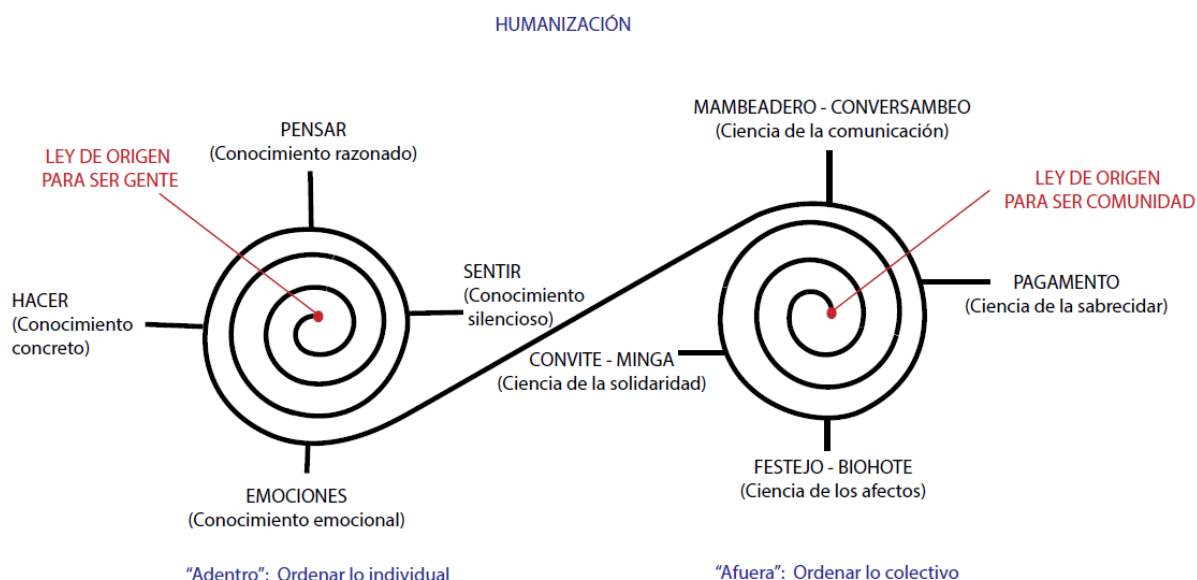 HUMANIZACIÓN
PENSAR
(Conocimiento razonado)
LEY DE ORIGEN
PARA SER GENTE
HACER
(Conocimiento
concreto)
SENTIR
(Conocimiento
silencioso)
EMOCIONES
(Conocimiento emocional)
"Adentro":  Ordenar lo individual
MAMBEADERO - CONVERSAMBEO
(Ciencia de la comunicación)
LEY DE ORIGEN
PARA SER COMUNIDAD
PAGAMENTO
(Ciencia de la sabrecidar)
CONVITE - MINGA
(Ciencia de la solidaridad)
FESTEJO - BIOHOTE
(Ciencia de los afectos)
"Afuera":  Ordenar lo colectivo